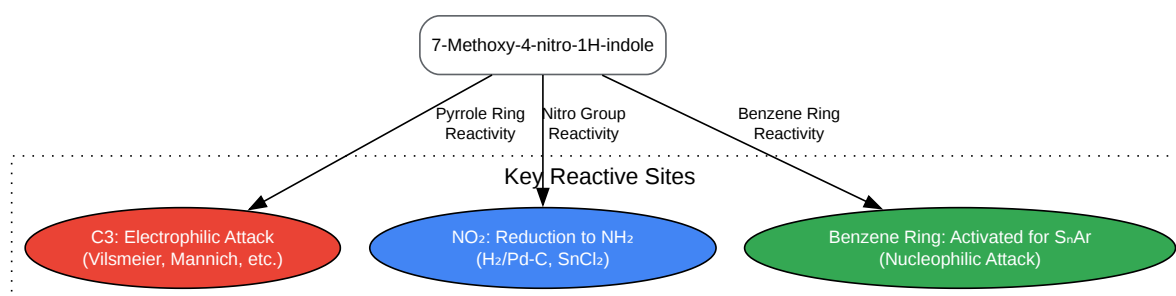 7-Methoxy-4-nitro-1H-indole
Pyrrole Ring
Reactivity
Nitro Group
Reactivity
Benzene Ring
Reactivity
Key Reactive Sites
C3: Electrophilic Attack
(Vilsmeier, Mannich, etc.)
NO₂: Reduction to NH₂
(H₂/Pd-C, SnCl₂)
Benzene Ring: Activated for SₙAr
(Nucleophilic Attack)